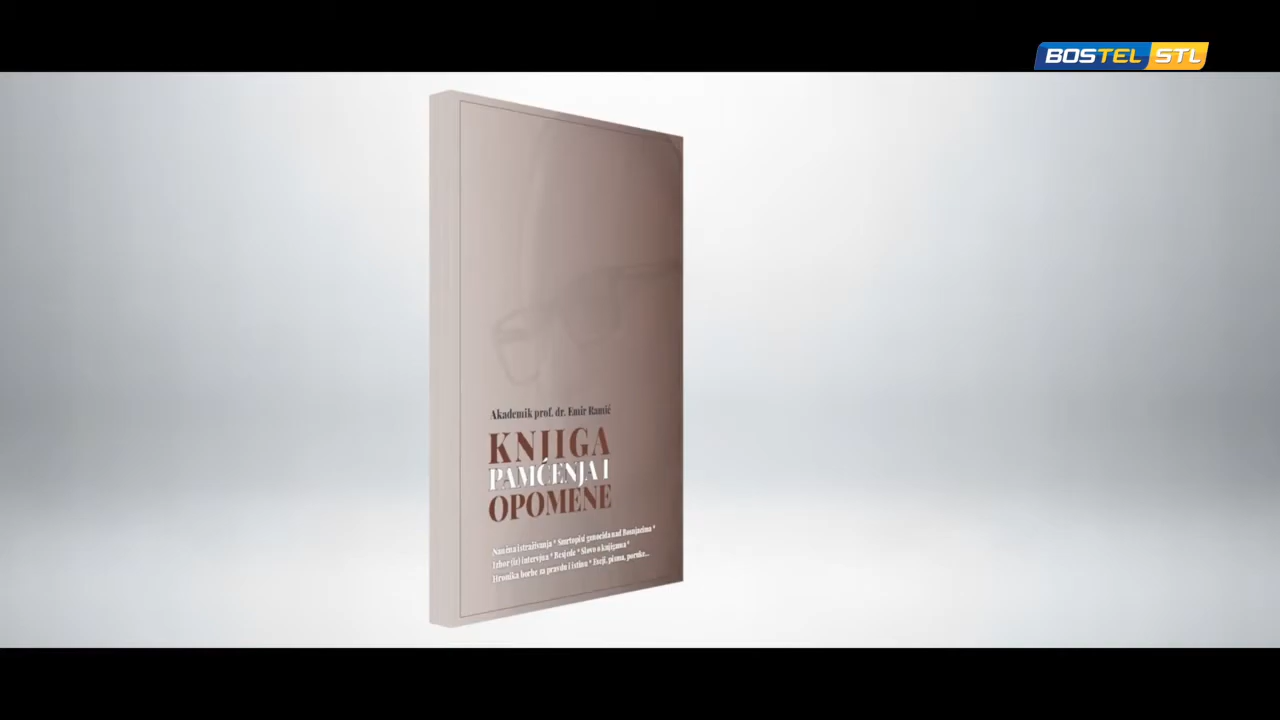 BOSTEL STL
Akademik prof. dr. Emir Ramić
KNJIGA
PAMĆENJA I
OPOMENE
Naučna istraživanja * Smrtopisi genocida nad Bosnjacima *
Izbor (iz) intervjua * Besjede * Slovo o knjigama *
Hronika borbe za pravdu i istinu * Eseji, pisma, poruke...